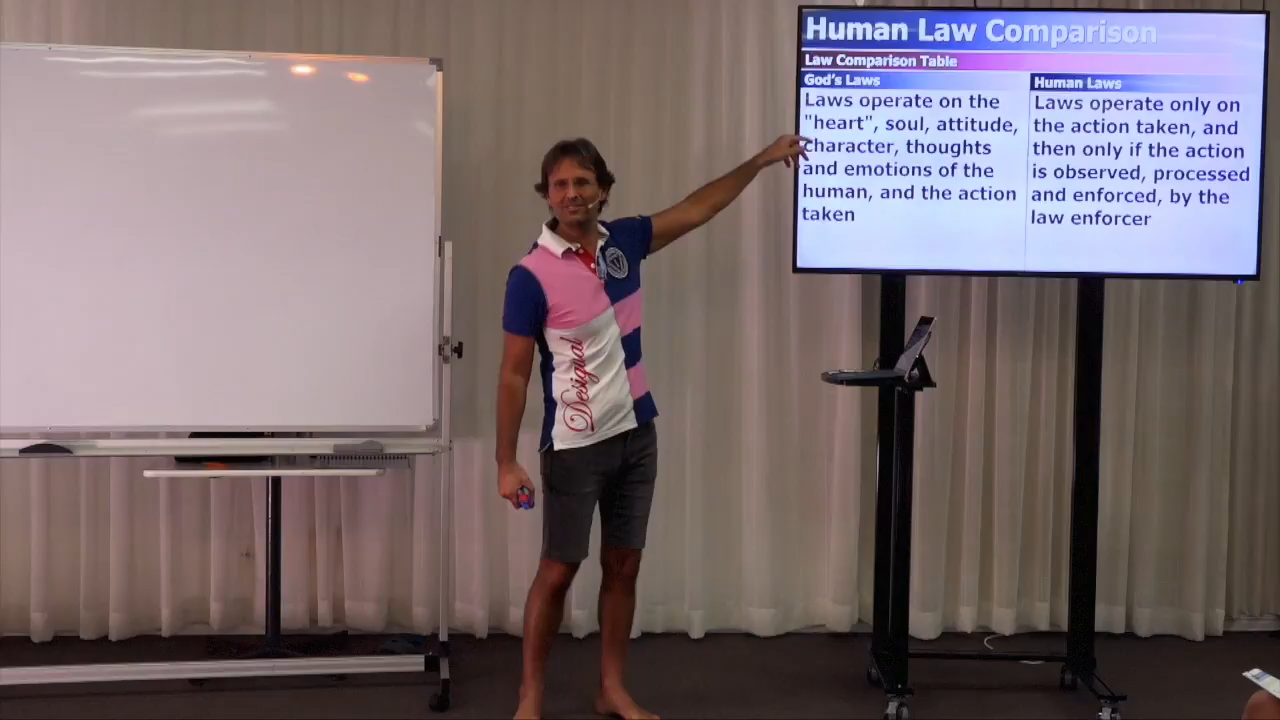 Human Law Comparison
Law Comparison Table
God's Laws
Laws operate on the
"heart", soul, attitude,
character, thoughts
and emotions of the
human, and the action
taken
Human Laws
Laws operate only on
the action taken, and
then only if the action
is observed, processed
and enforced, by the
law enforcer
Desigual